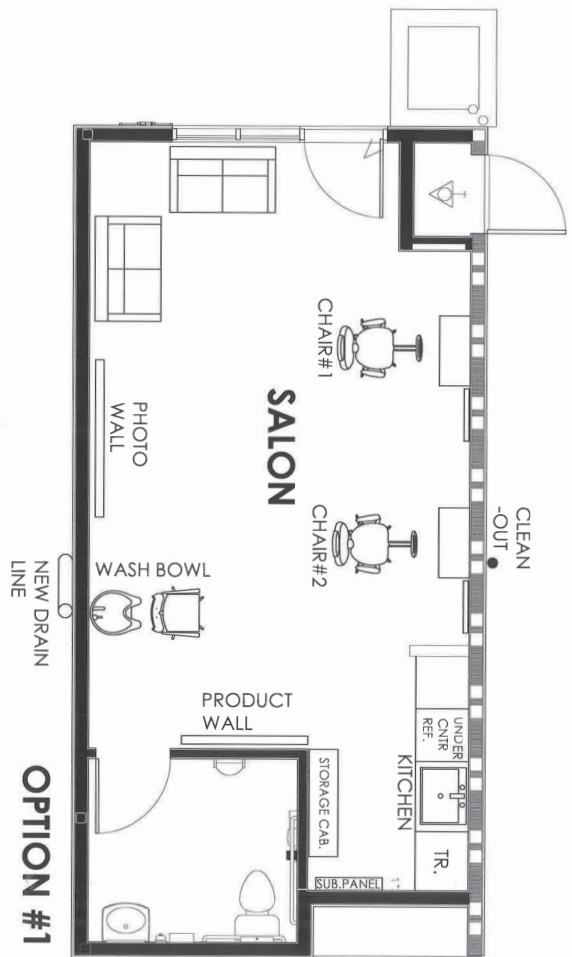 CHAIR#1
SALON
PHOTO
WALL
CLEAN
-OUT
CHAIR#2
WASH BOWL
NEW DRAIN
LINE
PRODUCT
WALL
UNDER
CNTR
REF.
KITCHEN
STORAGE CAB.
TR.
SUB.PANEL
OPTION #1